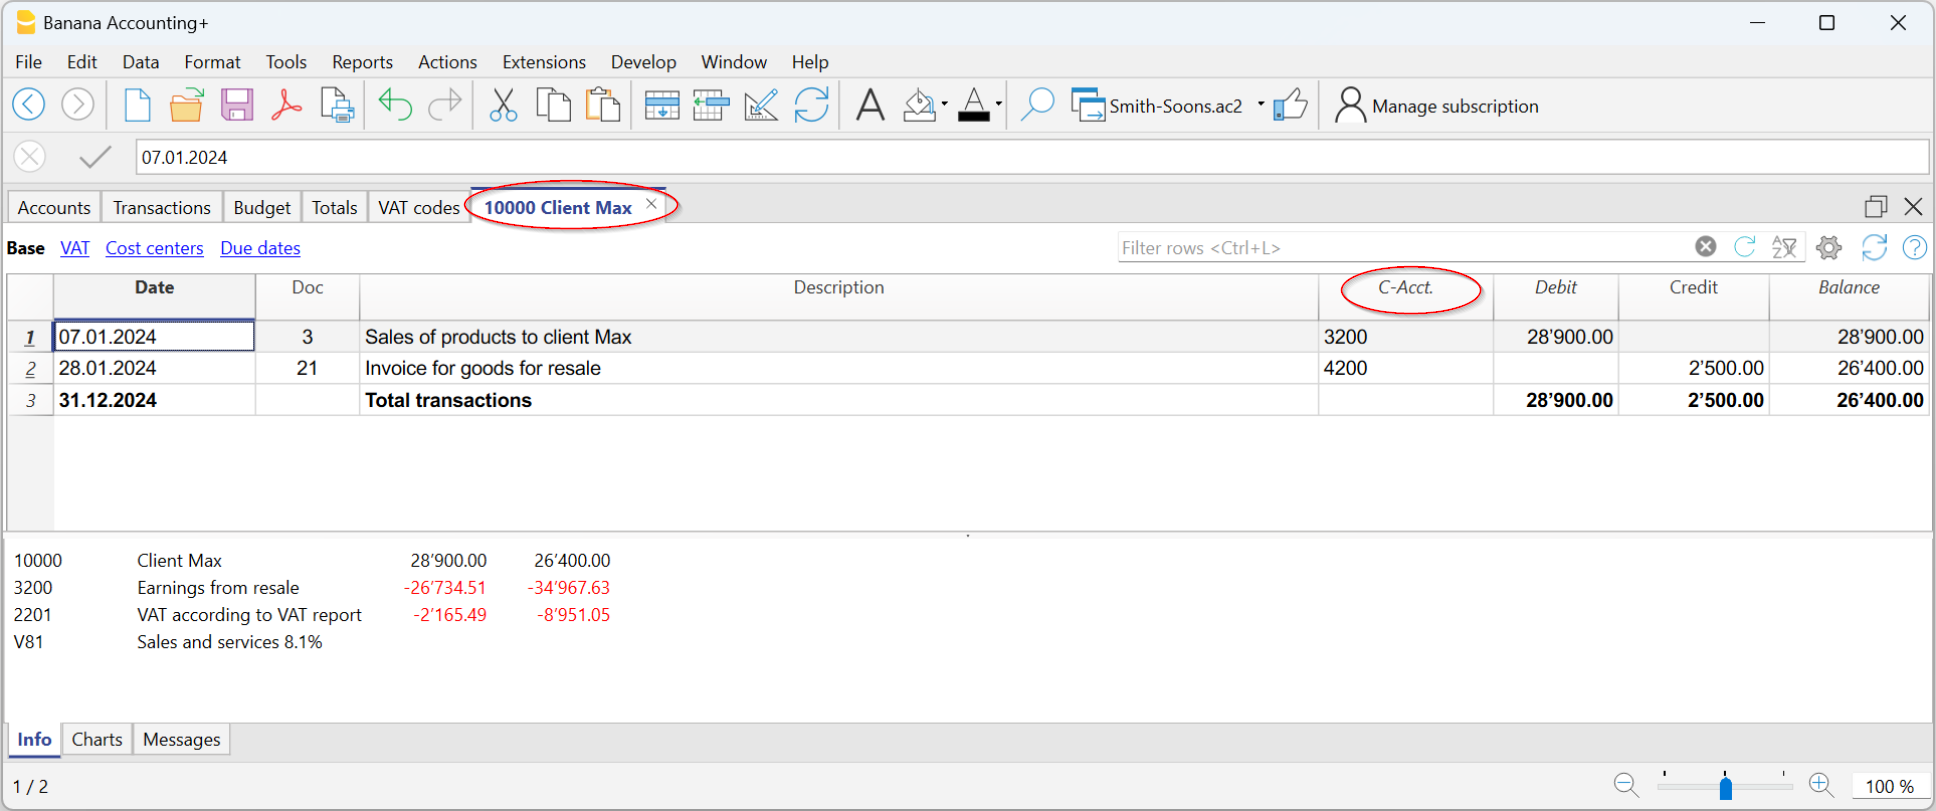 Banana Accounting+
File Edit Data Format Tools Reports Actions Extensions Develop Window Help
Smith-Soons.ac2 Manage subscription
07.01.2024
Accounts Transactions Budget Totals VAT codes 10000 Client Max
Base VAT Cost centers Due dates Filter rows <Ctrl+L>
Date Doc Description C-Acct. Debit Credit Balance
1 07.01.2024 3 Sales of products to client Max 3200 28’900.00 28’900.00
2 28.01.2024 21 Invoice for goods for resale 4200 2’500.00 26’400.00
3 31.12.2024 Total transactions 28’900.00 2’500.00 26’400.00
10000 Client Max 28’900.00 26’400.00
3200 Earnings from resale -26’734.51 -34’967.63
2201 VAT according to VAT report -2’165.49 -8’951.05
V81 Sales and services 8.1%
Info Charts Messages
1 / 2 100 %